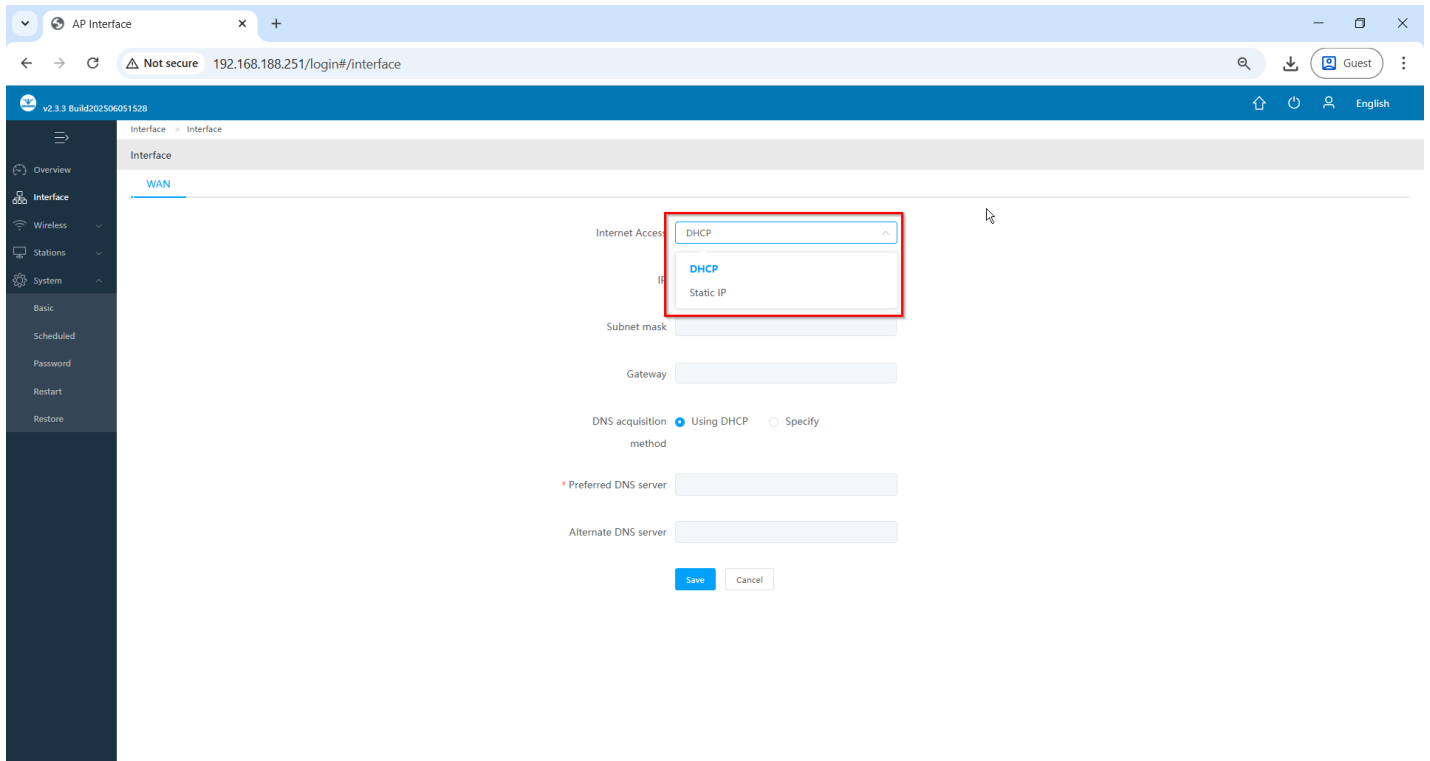 AP Interface
Not secure 192.168.188.251/login#/interface Guest
v2.3.3 Build202506051528 English
Interface > Interface
Interface
WAN
Overview
Interface
Wireless
Stations
System
Basic
Scheduled
Password
Restart
Restore
Internet Access DHCP
DHCP
Static IP
IP
Subnet mask
Gateway
DNS acquisition method Using DHCP Specify
* Preferred DNS server
Alternate DNS server
Save Cancel